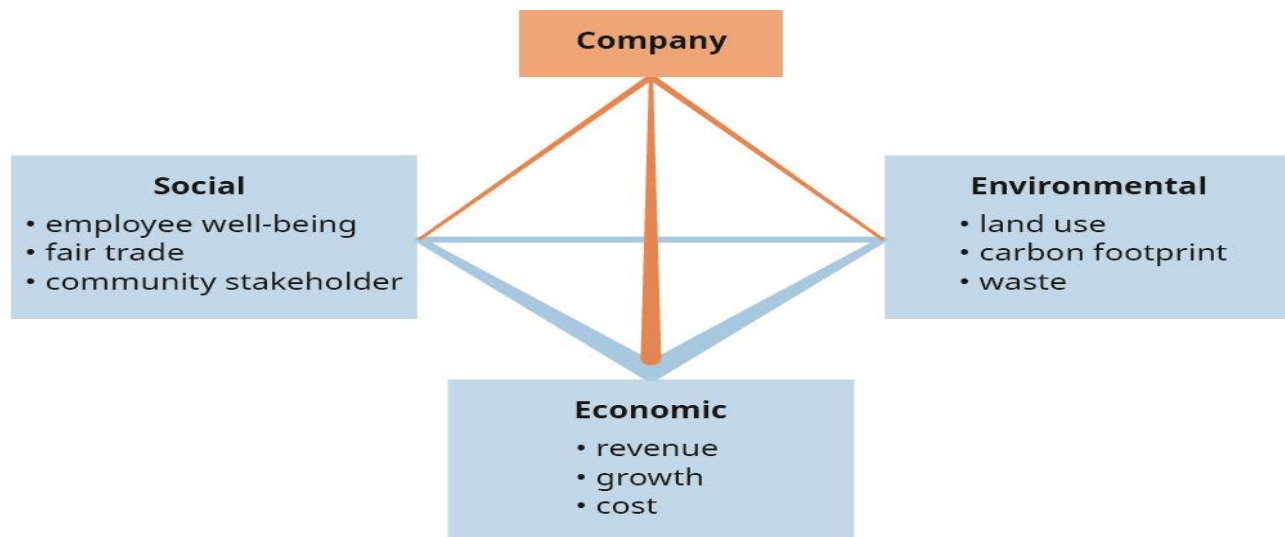 Company
Social
• employee well-being
• fair trade
• community stakeholder
Environmental
• land use
• carbon footprint
• waste
Economic
• revenue
• growth
• cost